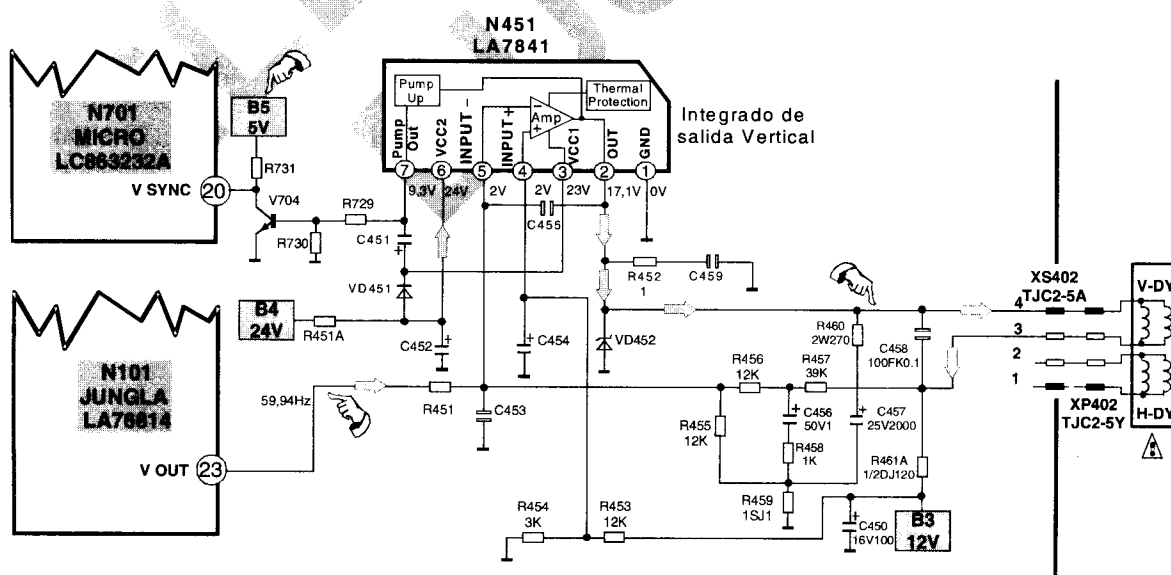 N451
LA7841
Pump
Up
Thermal
Protection
Amp
Pump
Out
VCC2
INPUT −
INPUT +
VCC1
OUT
GND
7
6
5
4
3
2
1
9,3V
24V
2V
2V
23V
17,1V
0V
Integrado de
salida Vertical
N701
MICRO
LC863232A
V SYNC
20
B5
5V
R731
V704
R729
R730
C451
C455
VD451
B4
24V
R451A
C452
C454
R452
1
C459
VD452
N101
JUNGLA
LA76814
59,94Hz
V OUT
23
R451
C453
R456
12K
R457
39K
R460
2W270
C458
100FK0.1
R455
12K
C456
50V1
R458
1K
C457
25V2000
R459
1SJ1
R461A
1/2DJ120
R454
3K
R453
12K
C450
16V100
B3
12V
XS402
TJC2-5A
4
3
2
1
XP402
TJC2-5Y
V-DY
H-DY